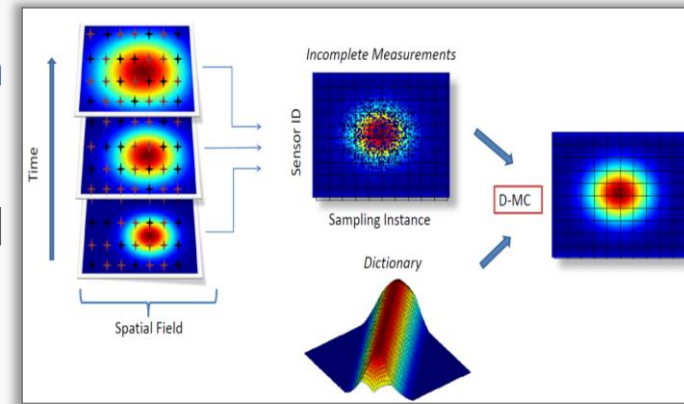 Time
Spatial Field
Incomplete Measurements
Sensor ID
Sampling Instance
Dictionary
D-MC